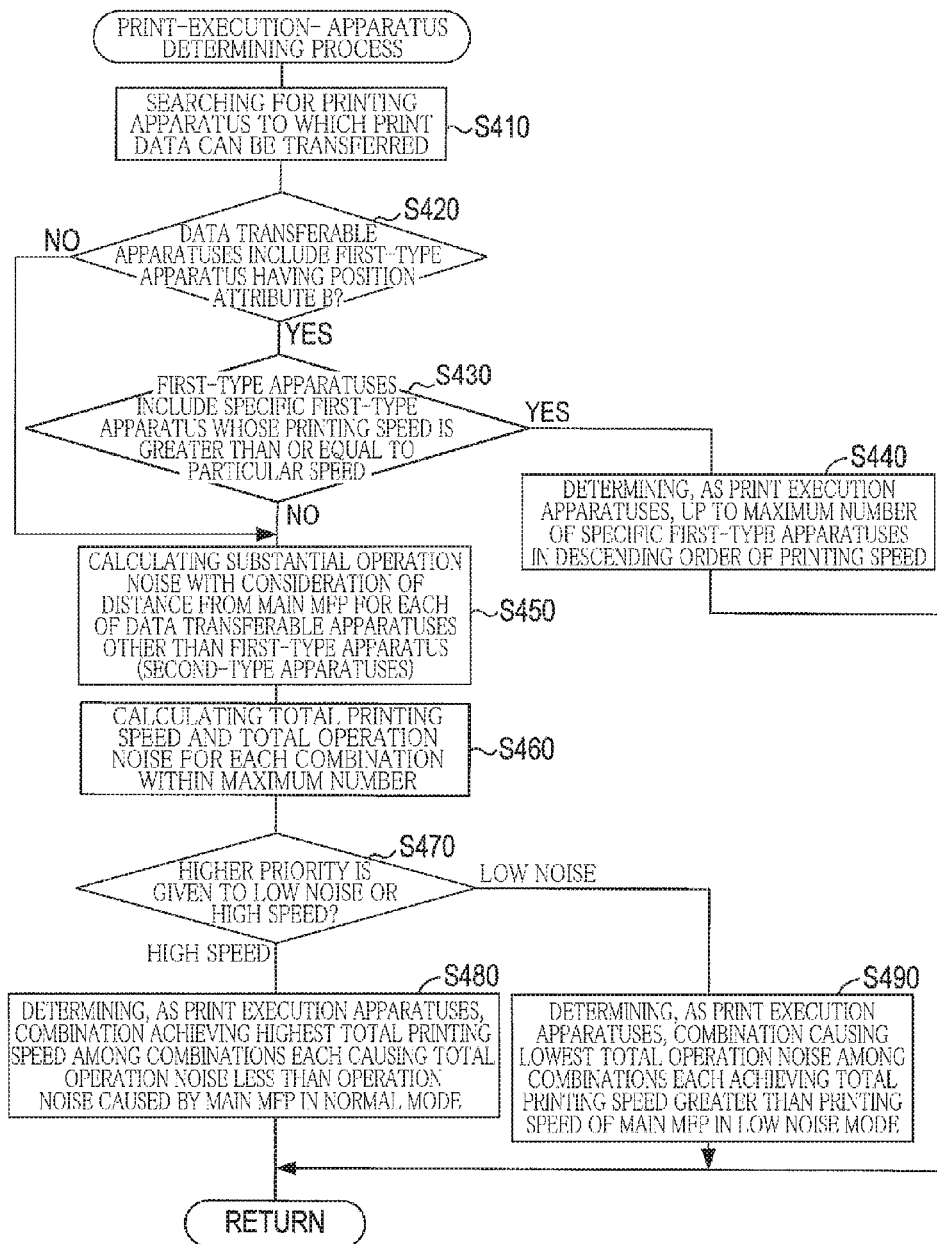 PRINT-EXECUTION- APPARATUS
DETERMINING PROCESS
SEARCHING FOR PRINTING
APPARATUS TO WHICH PRINT
DATA CAN BE TRANSFERRED
S410
S420
NO
DATA TRANSFERABLE
APPARATUSES INCLUDE FIRST-TYPE
APPARATUS HAVING POSITION
ATTRIBUTE B?
YES
S430
FIRST-TYPE APPARATUSES
INCLUDE SPECIFIC FIRST-TYPE
APPARATUS WHOSE PRINTING SPEED IS
GREATER THAN OR EQUAL TO
PARTICULAR SPEED
YES
NO
S440
DETERMINING, AS PRINT EXECUTION
APPARATUSES, UP TO MAXIMUM NUMBER
OF SPECIFIC FIRST-TYPE APPARATUSES
IN DESCENDING ORDER OF PRINTING SPEED
CALCULATING SUBSTANTIAL OPERATION
NOISE WITH CONSIDERATION OF
DISTANCE FROM MAIN MFP FOR EACH
OF DATA TRANSFERABLE APPARATUSES
OTHER THAN FIRST-TYPE APPARATUS
(SECOND-TYPE APPARATUSES)
S450
CALCULATING TOTAL PRINTING
SPEED AND TOTAL OPERATION
NOISE FOR EACH COMBINATION
WITHIN MAXIMUM NUMBER
S460
S470
HIGHER PRIORITY IS
GIVEN TO LOW NOISE OR
HIGH SPEED?
LOW NOISE
HIGH SPEED
S480
DETERMINING, AS PRINT EXECUTION APPARATUSES,
COMBINATION ACHIEVING HIGHEST TOTAL PRINTING
SPEED AMONG COMBINATIONS EACH CAUSING TOTAL
OPERATION NOISE LESS THAN OPERATION
NOISE CAUSED BY MAIN MFP IN NORMAL MODE
S490
DETERMINING, AS PRINT EXECUTION
APPARATUSES, COMBINATION CAUSING
LOWEST TOTAL OPERATION NOISE AMONG
COMBINATIONS EACH ACHIEVING TOTAL
PRINTING SPEED GREATER THAN PRINTING
SPEED OF MAIN MFP IN LOW NOISE MODE
RETURN